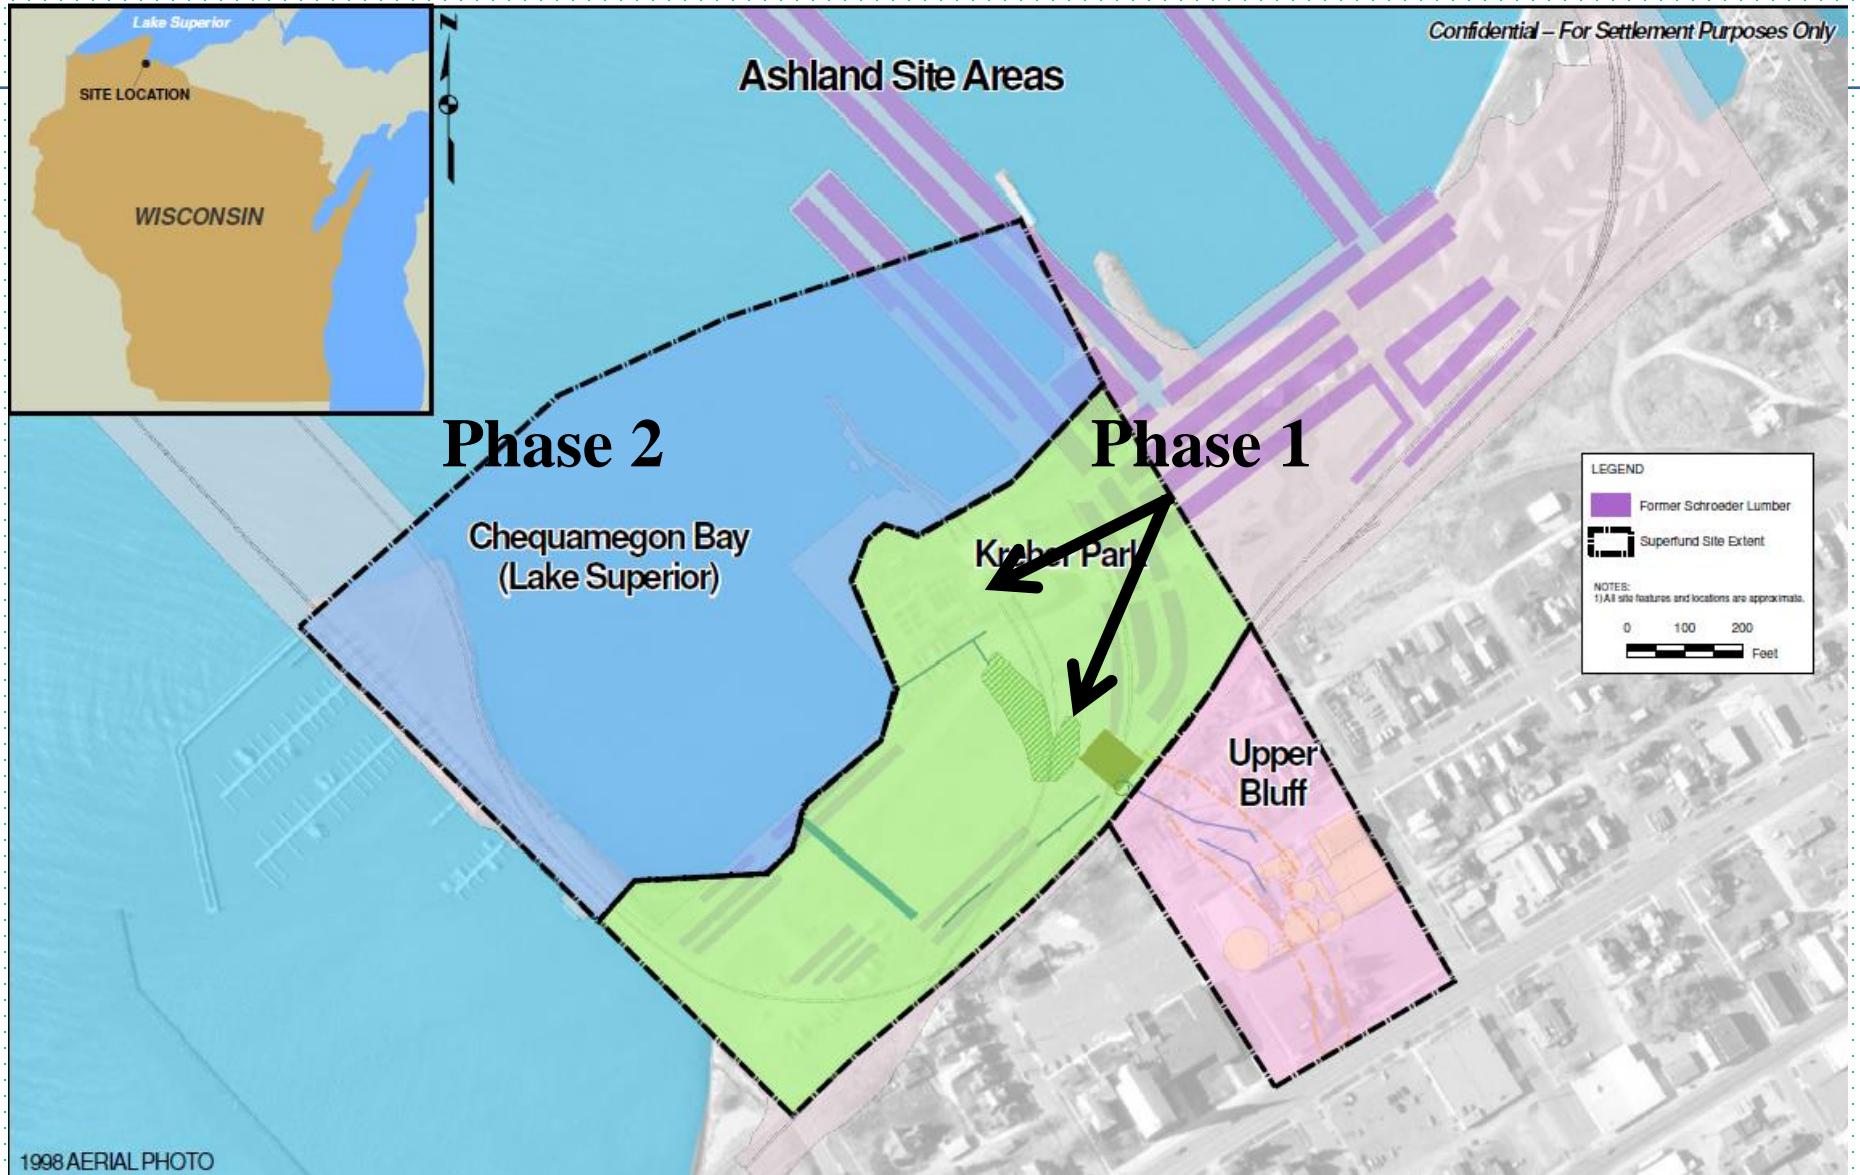 Lake Superior
SITE LOCATION
WISCONSIN
N
Confidential – For Settlement Purposes Only
Ashland Site Areas
Phase 2
Phase 1
Chequamegon Bay
(Lake Superior)
Kreher Park
Upper
Bluff
LEGEND
Former Schroeder Lumber
Superfund Site Extent
NOTES:
1) All site features and locations are approximate.
0 100 200
Feet
1998 AERIAL PHOTO